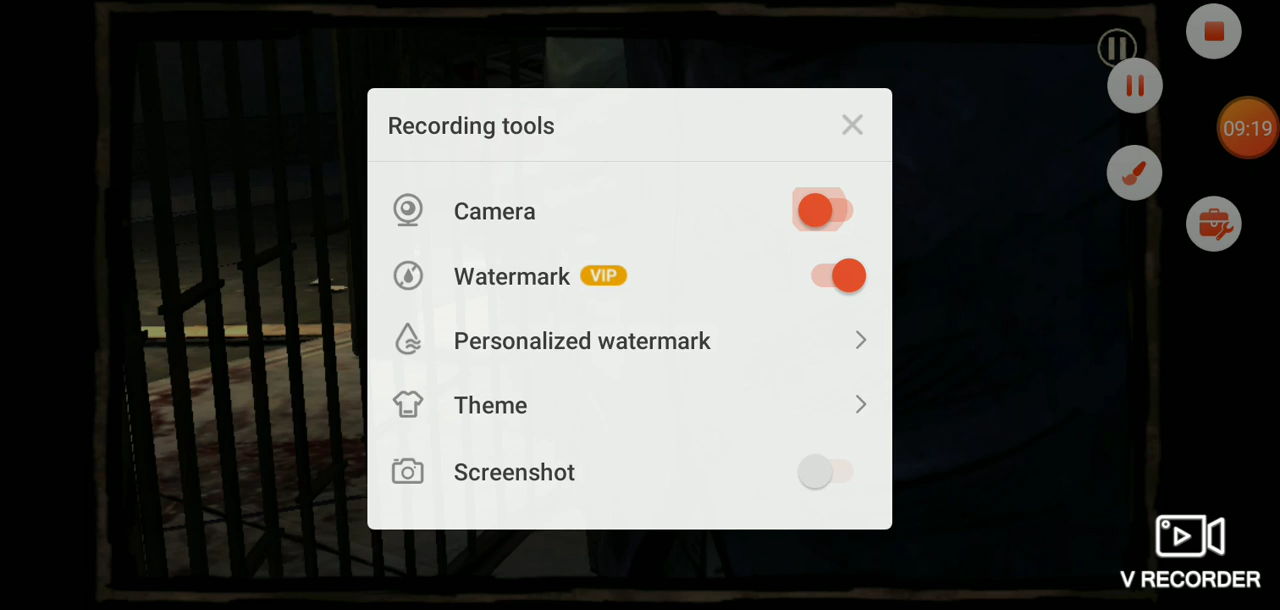 Recording tools
Camera
Watermark VIP
Personalized watermark
Theme
Screenshot
09:19
V RECORDER